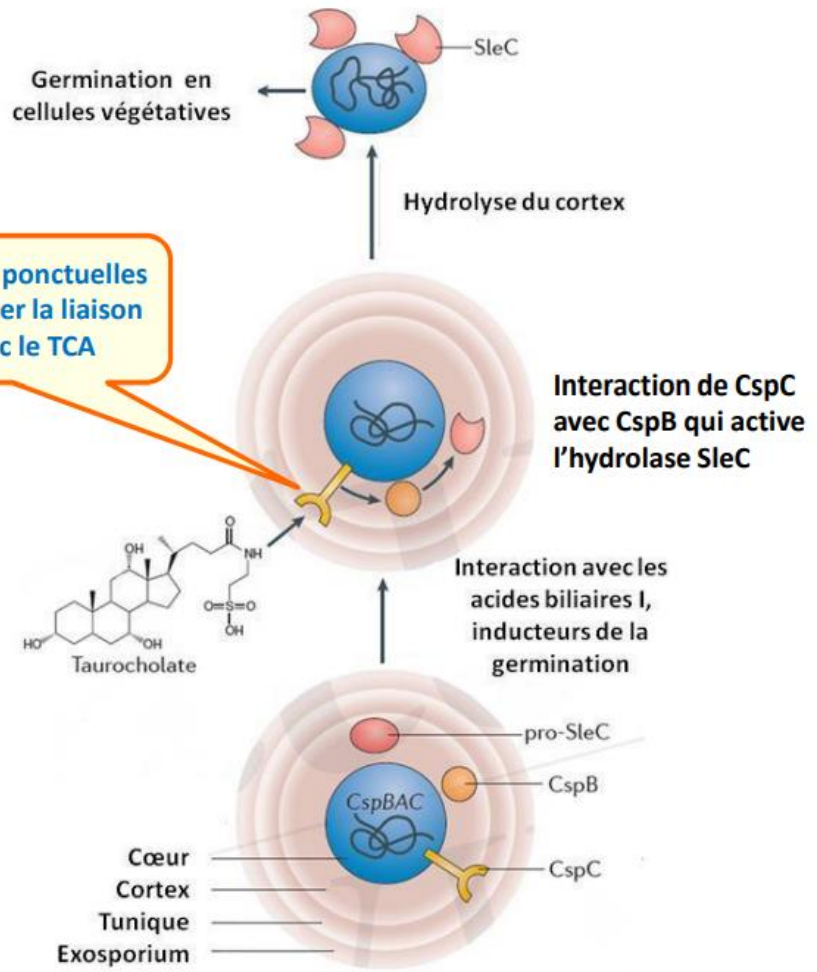 SleC
Germination en
cellules végétatives
Hydrolyse du cortex
ponctuelles
er la liaison
c le TCA
Interaction de CspC
avec CspB qui active
l'hydrolase SleC
OH
O
NH
O=S=O
OH
HO
OH
Taurocholate
Interaction avec les
acides biliaires I,
inducteurs de la
germination
pro-SleC
CspB
CspBAC
CspC
Cœur
Cortex
Tunique
Exosporium